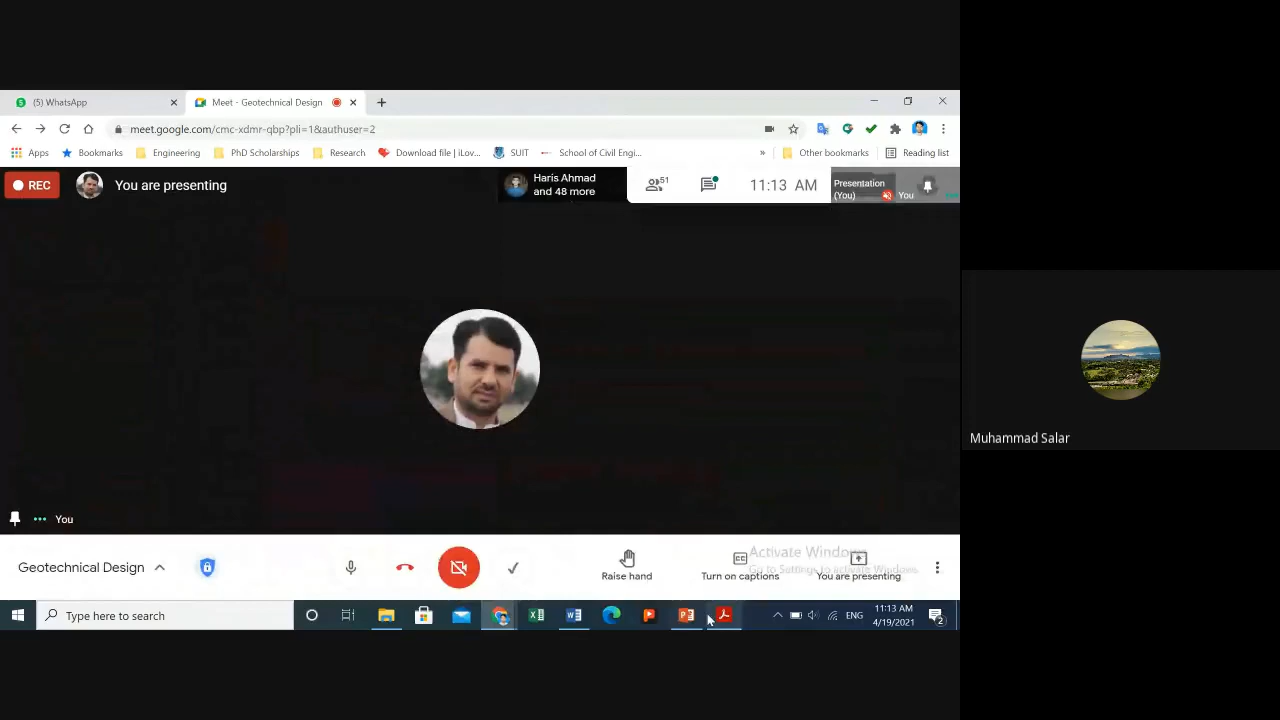 (5) WhatsApp
Meet - Geotechnical Design
meet.google.com/cmc-xdmr-qbp?pli=1&authuser=2
Apps
Bookmarks
Engineering
PhD Scholarships
Research
Download file | iLov...
SUIT
School of Civil Engi...
»
Other bookmarks
Reading list
REC
You are presenting
Haris Ahmad
and 48 more
51
11:13 AM
Presentation
(You)
You
Muhammad Salar
You
Geotechnical Design
Raise hand
Turn on captions
You are presenting
Activate Windows
Go to Settings to activate Windows.
Type here to search
ENG
11:13 AM
4/19/2021
2